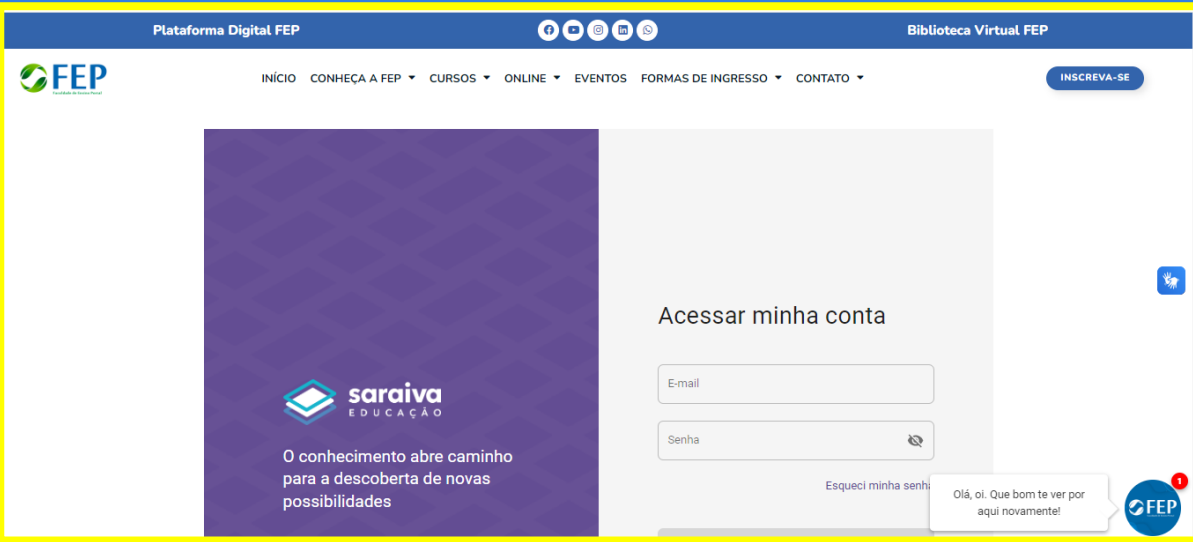 Plataforma Digital FEP
Biblioteca Virtual FEP
FEP
INÍCIO CONHEÇA A FEP CURSOS ONLINE EVENTOS FORMAS DE INGRESSO CONTATO
INSCREVA-SE
saraiva
EDUCAÇÃO
O conhecimento abre caminho
para a descoberta de novas
possibilidades
Acessar minha conta
E-mail
Senha
Esqueci minha senha
Olá, oi. Que bom te ver por
aqui novamente!
1
FEP